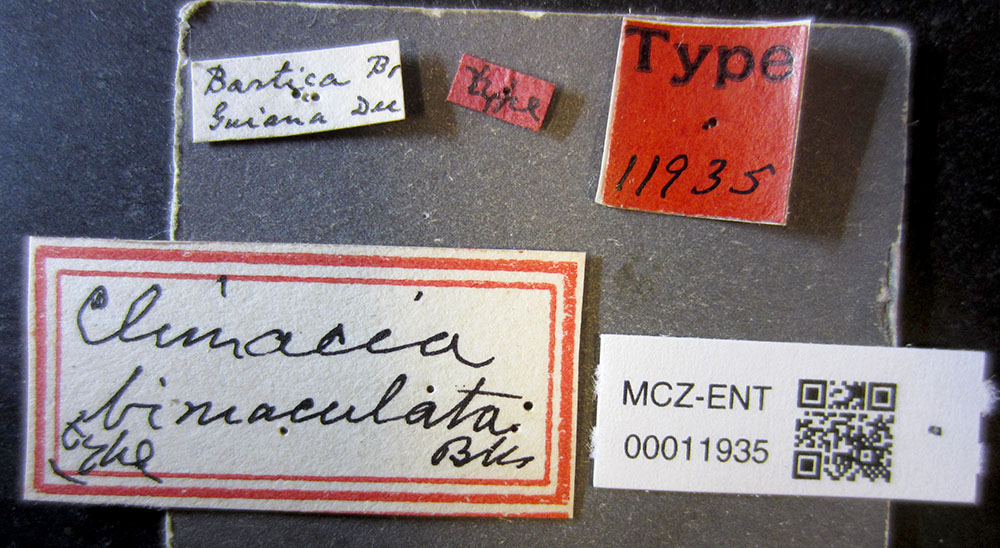 Bartica Br
Guiana Dec
type
Type
11935
Climacia
bimaculata
type
Bks
MCZ-ENT
00011935